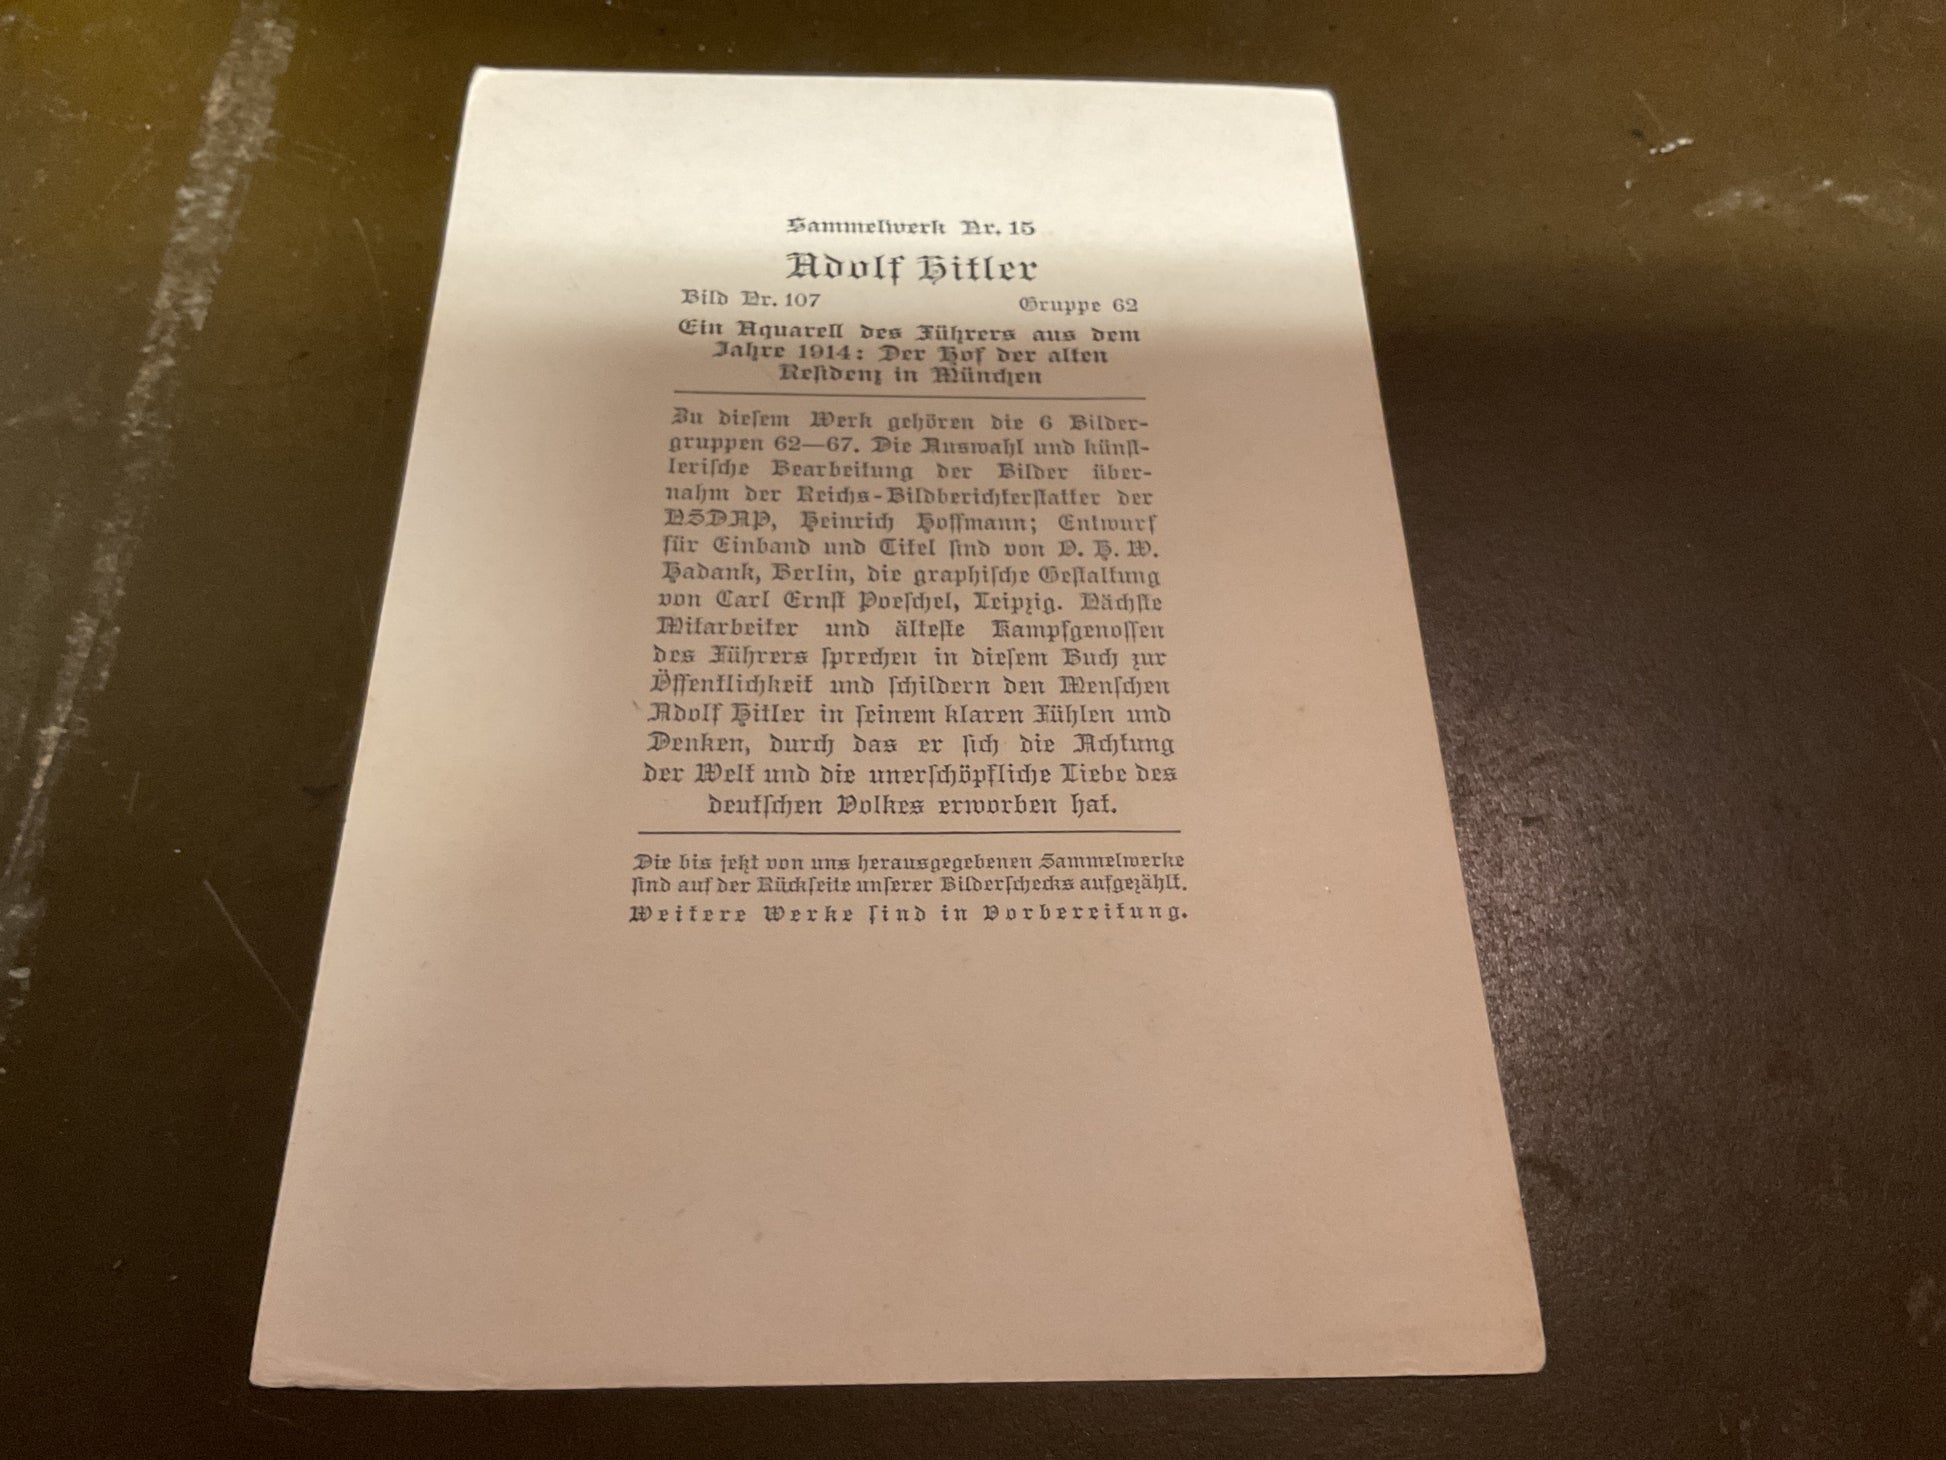 Sammelwerk Nr. 15
Adolf Hitler
Bild Nr. 107 Gruppe 62
Ein Aquarell des Führers aus dem
Jahre 1914: Der Hof der alten
Reſidenz in München
Zu dieſem Werk gehören die 6 Bilder-
gruppen 62—67. Die Auswahl und künſt-
leriſche Bearbeitung der Bilder über-
nahm der Reichs-Bildberichterſtatter der
NSDAP, Heinrich Hoffmann; Entwurf
für Einband und Titel ſind von O. H. W.
Hadank, Berlin, die graphiſche Geſtaltung
von Carl Ernſt Poeſchel, Leipzig. Nächſte
Mitarbeiter und älteſte Kampfgenoſſen
des Führers ſprechen in dieſem Buch zur
Öffentlichkeit und ſchildern den Menſchen
Adolf Hitler in ſeinem klaren Fühlen und
Denken, durch das er ſich die Achtung
der Welt und die unerſchöpfliche Liebe des
deutſchen Volkes erworben hat.
Die bis jetzt von uns herausgegebenen Sammelwerke
ſind auf der Rückſeite unſerer Bilderſchecks aufgezählt.
Weitere Werke ſind in Vorbereitung.